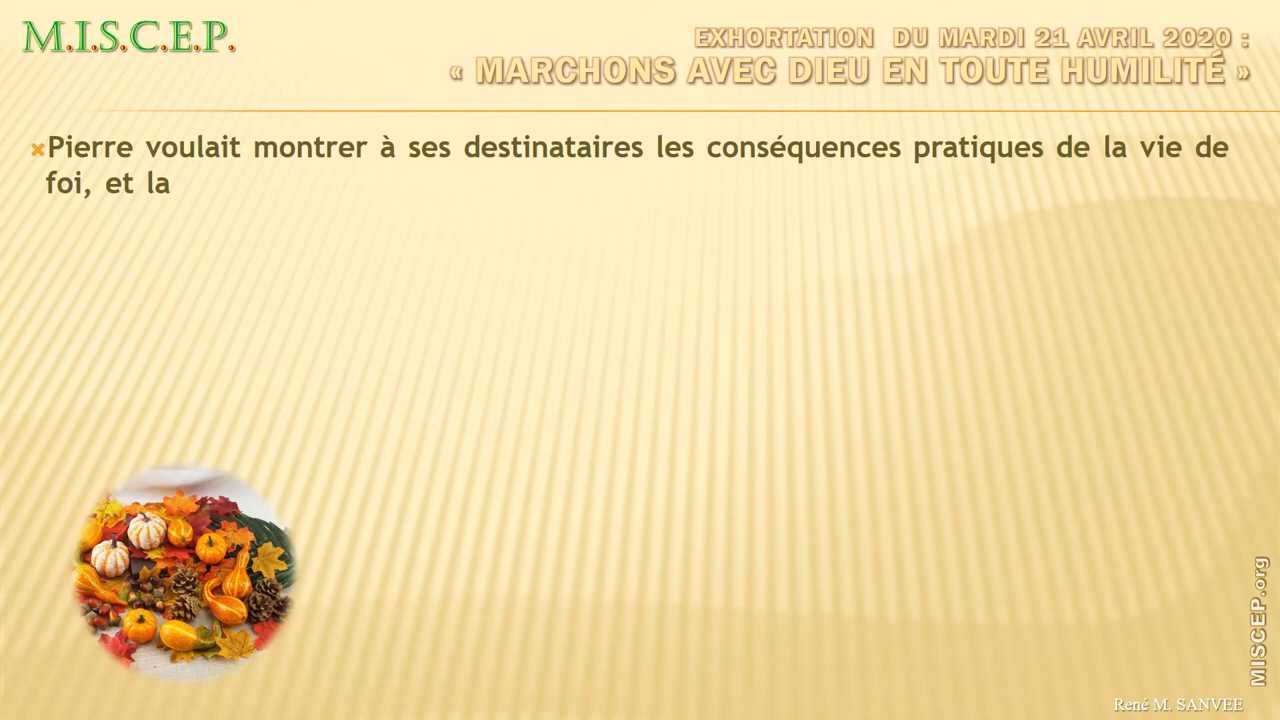 M.I.S.C.E.P.
EXHORTATION DU MARDI 21 AVRIL 2020 :
« MARCHONS AVEC DIEU EN TOUTE HUMILITÉ »
Pierre voulait montrer à ses destinataires les conséquences pratiques de la vie de
foi, et la
MISCEP.org
René M. SANVEE